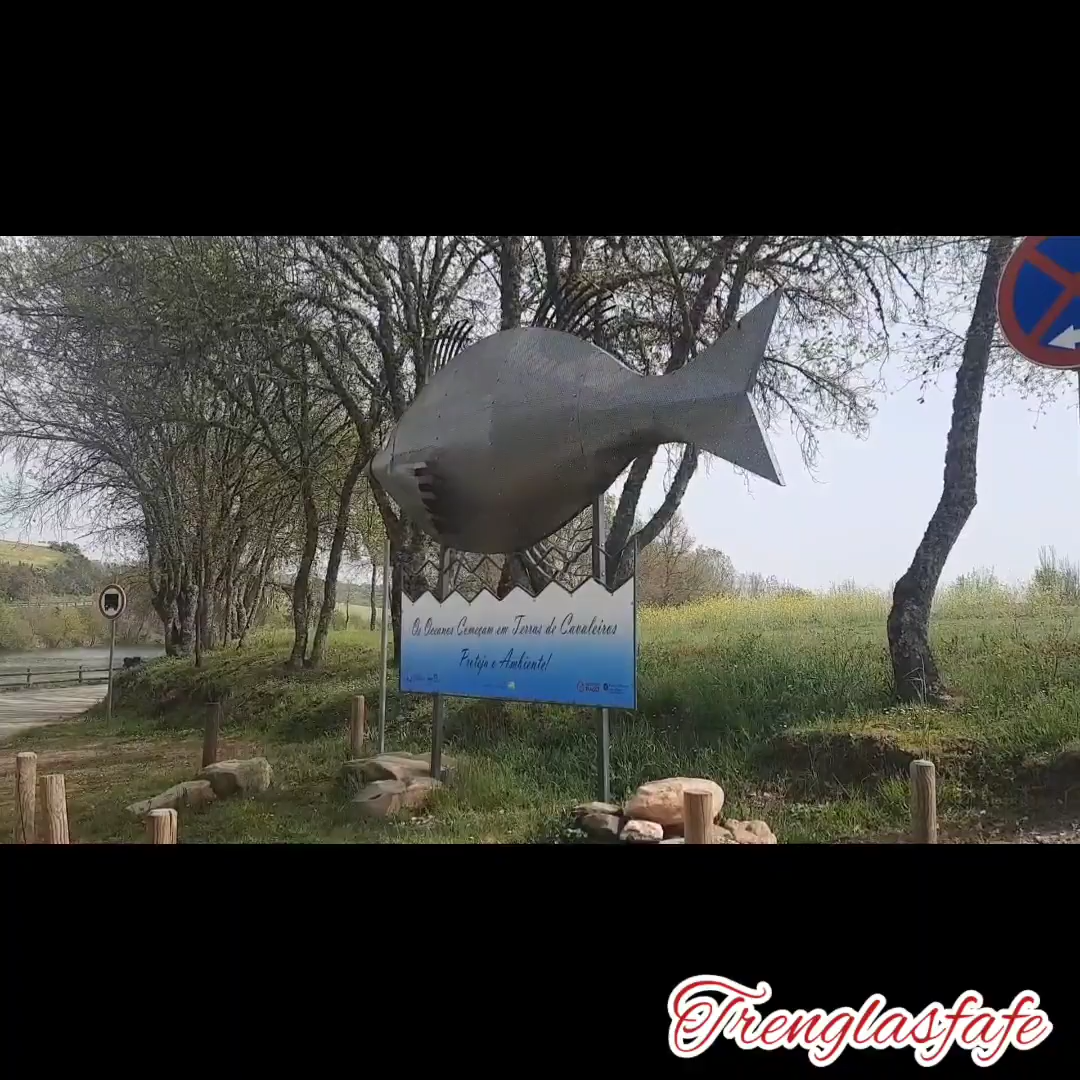 Os Oceanos Começam em Terras de Cavaleiros
Proteja o Ambiente!
Trenglasfafe